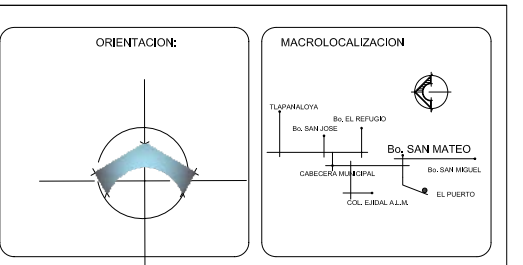 ORIENTACION:
MACROLOCALIZACION
TLAPANALOYA
Bo. EL REFUGIO
Bo. SAN JOSE
Bo. SAN MATEO
Bo. SAN MIGUEL
CABECERA MUNICIPAL
EL PUERTO
COL. EJIDAL A.L.M.